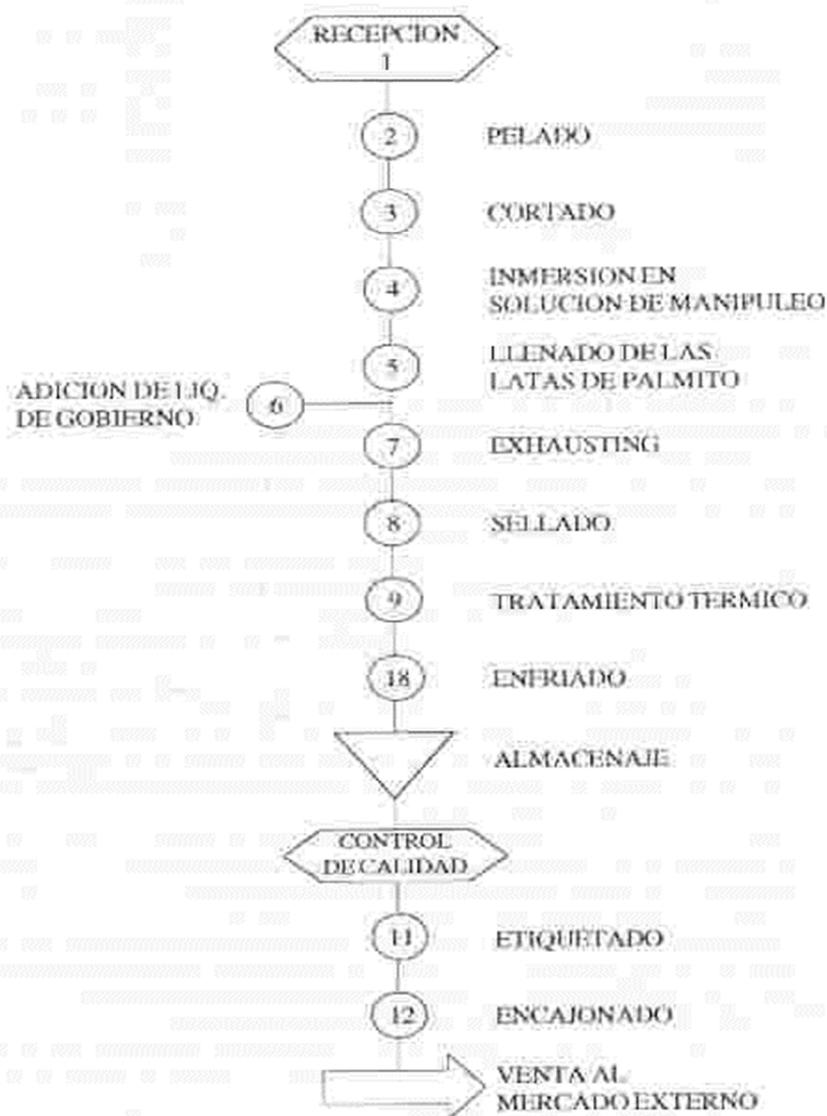 RECEPCION
1
2 PELADO
3 CORTADO
4 INMERSION EN
SOLUCION DE MANIPULEO
5 LLENADO DE LAS
LATAS DE PALMITO
ADICION DE LIQ.
DE GOBIERNO
6
7 EXHAUSTING
8 SELLADO
9 TRATAMIENTO TERMICO
18 ENFRIADO
ALMACENAJE
CONTROL
DE CALIDAD
11 ETIQUETADO
12 ENCAJONADO
VENTA AL
MERCADO EXTERNO